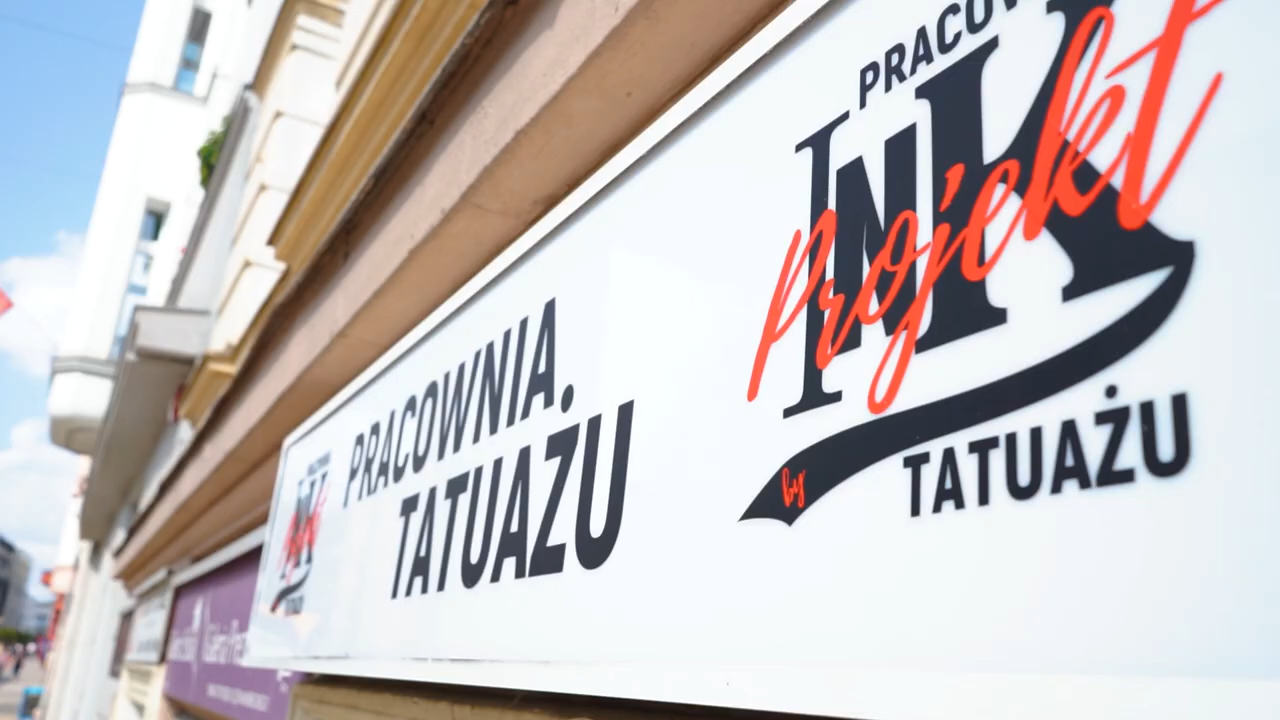 PRACOWNIA.
TATUAŻU
PRACOW
INK
Projekt
by
TATUAŻU